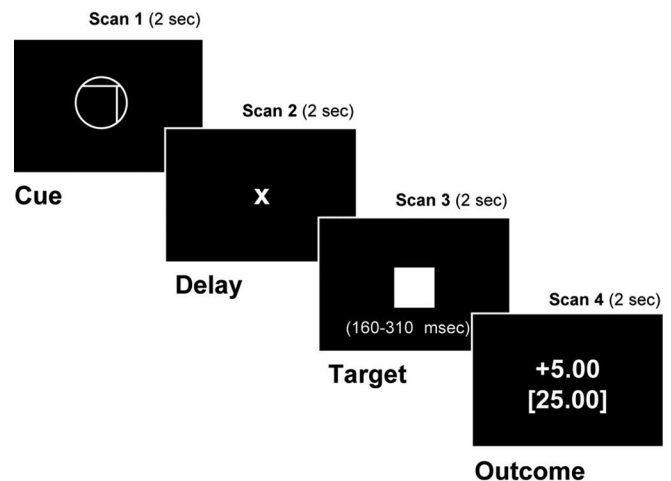 Scan 1 (2 sec)
Cue
Scan 2 (2 sec)
x
Delay
Scan 3 (2 sec)
(160-310 msec)
Target
Scan 4 (2 sec)
+5.00
[25.00]
Outcome